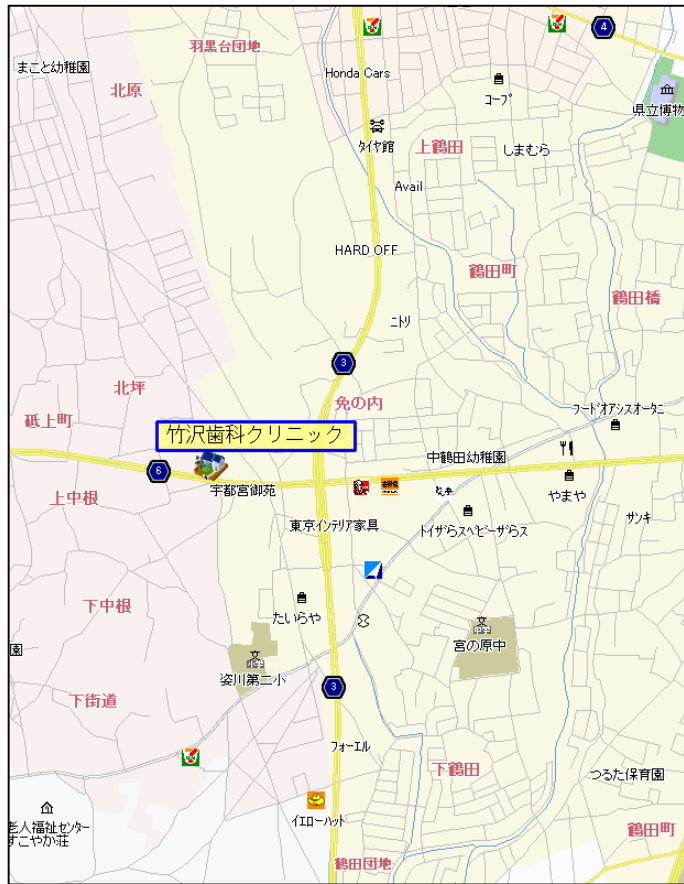 羽黒台団地
4
まこと幼稚園
Honda Cars
北原
コープ
県立博物
タイヤ館
上鶴田
しまむら
Avail
HARD OFF
鶴田町
鶴田橋
ニトリ
3
北坪
免の内
砥上町
フードオアシスオータニ
竹沢歯科クリニック
中鶴田幼稚園
6
上中根
宇都宮御苑
やまや
東京インテリア家具
トイザらスベビーザらス
サンキ
下中根
たいらや
文
宮の原中
園
文
姿川第二小
3
下街道
フォーエル
下鶴田
つるた保育園
イエローハット
老人福祉センター
すこやか荘
鶴田町
鶴田団地